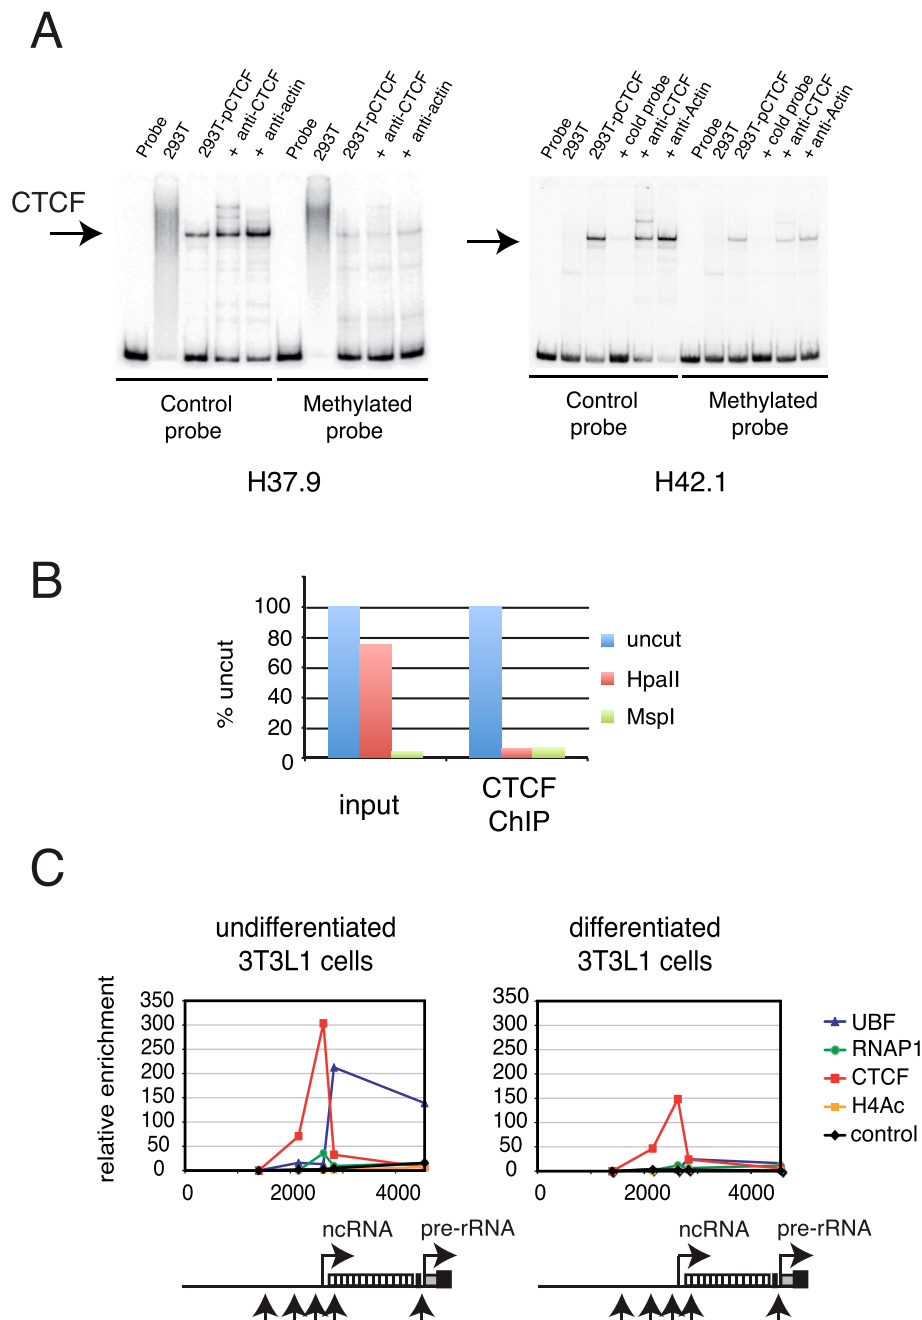 A
Probe
293T
293T-pCTCF
+ anti-CTCF
+ anti-actin
Probe
293T
293T-pCTCF
+ anti-CTCF
+ anti-actin
Probe
293T
293T-pCTCF
+ cold probe
+ anti-CTCF
+ anti-Actin
Probe
293T
293T-pCTCF
+ cold probe
+ anti-CTCF
+ anti-Actin
CTCF
Control
probe
Methylated
probe
Control
probe
Methylated
probe
H37.9
H42.1
B
% uncut
100
80
60
40
20
0
input
CTCF
ChIP
uncut
HpaII
MspI
C
undifferentiated
3T3L1 cells
differentiated
3T3L1 cells
relative enrichment
350
300
250
200
150
100
50
0
0
2000
4000
350
300
250
200
150
100
50
0
0
2000
4000
UBF
RNAP1
CTCF
H4Ac
control
ncRNA
pre-rRNA
ncRNA
pre-rRNA